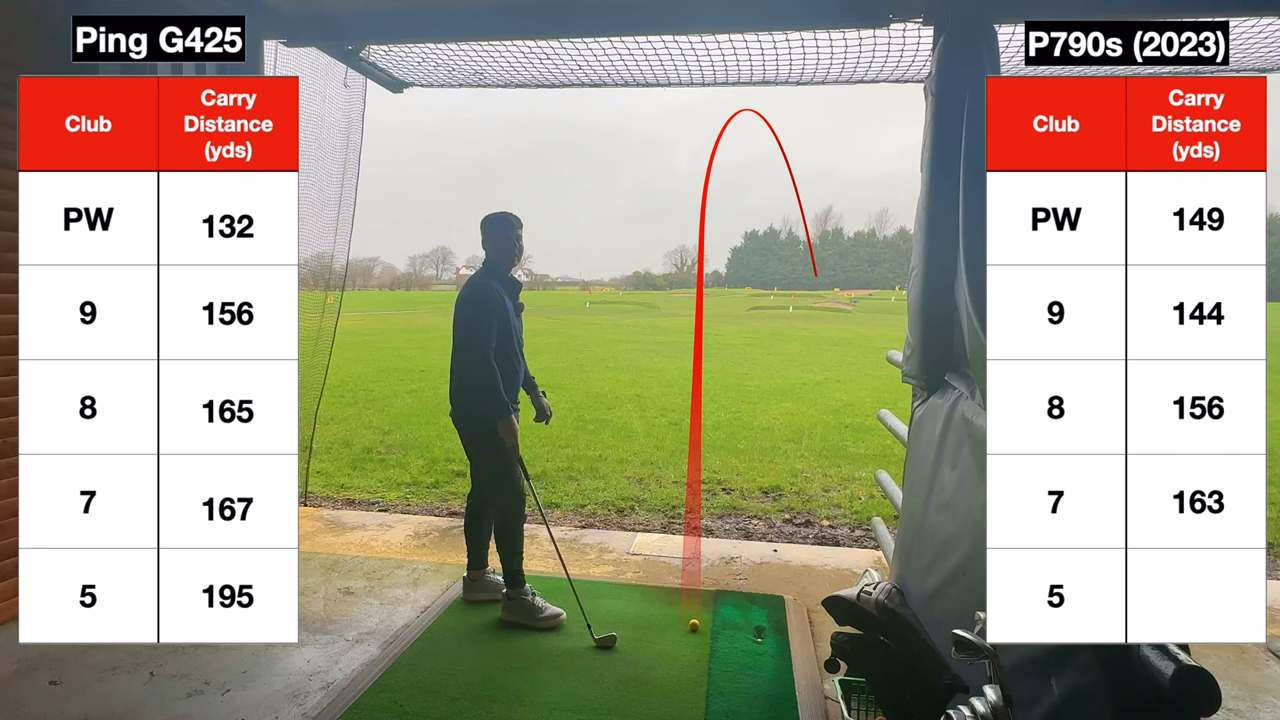 Ping G425
Club
Carry
Distance
(yds)
PW 132
9 156
8 165
7 167
5 195
P790s (2023)
Club
Carry
Distance
(yds)
PW 149
9 144
8 156
7 163
5